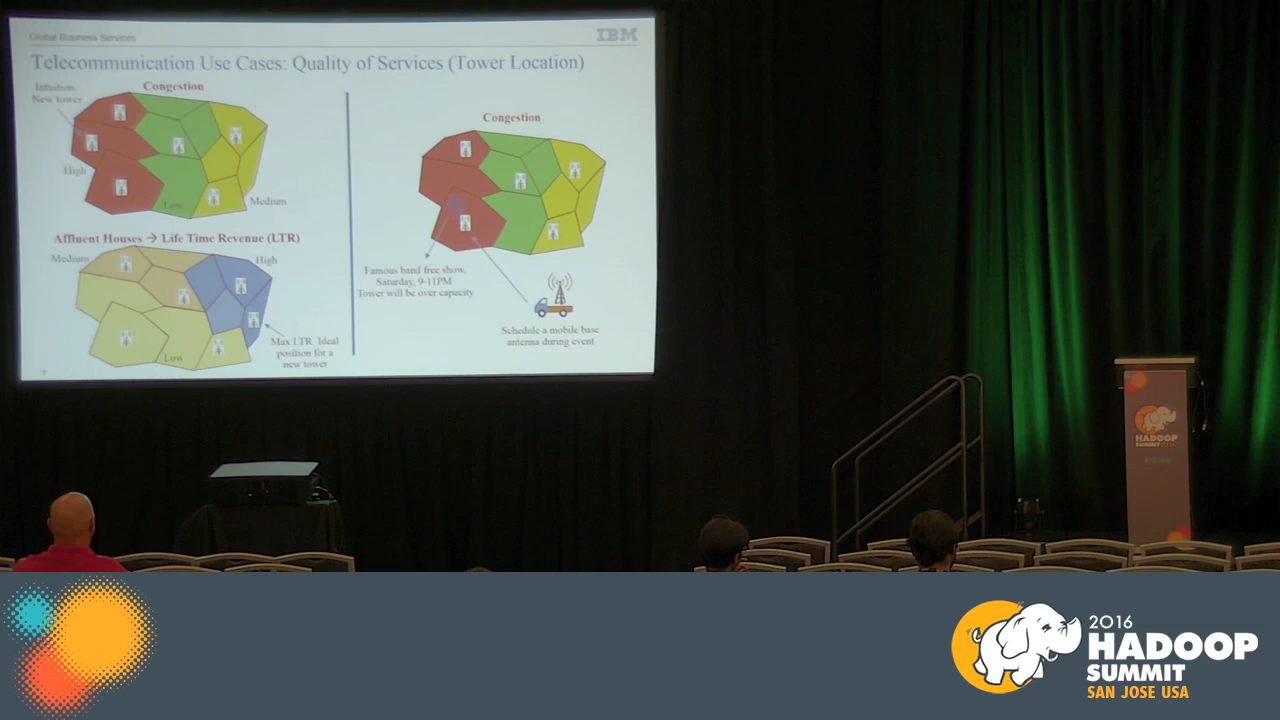 Global Business Services
IBM
Telecommunication Use Cases: Quality of Services (Tower Location)
Congestion
Intuition:
New tower
High
Low
Medium
Affluent Houses → Life Time Revenue (LTR)
Medium
High
Low
Max LTR. Ideal
position for a
new tower
Congestion
Famous band free show,
Saturday, 9-11PM
Tower will be over capacity
Schedule a mobile base
antenna during event
7
HADOOP
SUMMIT
2016
HADOOP
SUMMIT
SAN JOSE USA